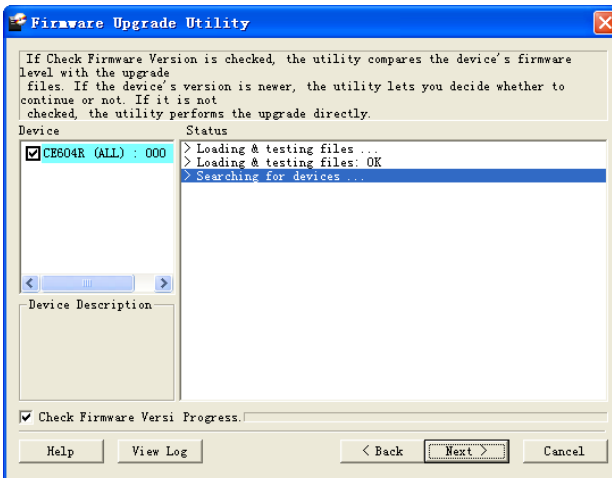 Firmware Upgrade Utility
If Check Firmware Version is checked, the utility compares the device's firmware
level with the upgrade
files. If the device's version is newer, the utility lets you decide whether to
continue or not. If it is not
checked, the utility performs the upgrade directly.
Device Status
CE604R (ALL) : 000
> Loading & testing files ...
> Loading & testing files: OK
> Searching for devices ...
Device Description
Check Firmware Versi Progress.
Help View Log < Back Next > Cancel